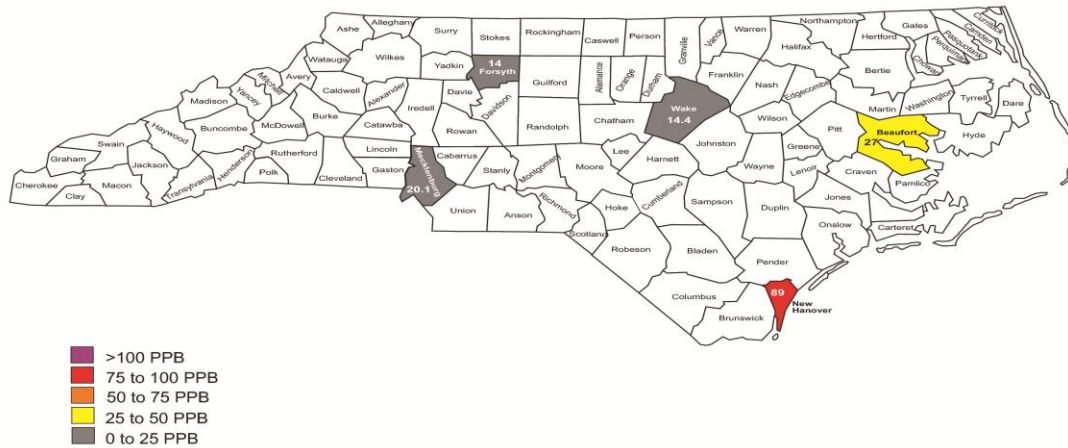 Ashe
Alleghany
Surry
Stokes
Rockingham
Caswell
Person
Granville
Vance
Warren
Northampton
Gates
Currituck
Camden
Pasquotank
Perquimans
Chowan
Hertford
Halifax
Bertie
Watauga
Wilkes
Yadkin
14
Forsyth
Guilford
Alamance
Orange
Durham
Franklin
Nash
Edgecombe
Martin
Washington
Tyrrell
Dare
Mitchell
Avery
Yancey
Madison
Caldwell
Alexander
Iredell
Davie
Davidson
Randolph
Chatham
Wake
14.4
Wilson
Pitt
Beaufort
27
Hyde
Haywood
Buncombe
McDowell
Burke
Catawba
Rowan
Johnston
Greene
Swain
Graham
Jackson
Henderson
Rutherford
Lincoln
Cabarrus
Stanly
Montgomery
Moore
Lee
Harnett
Wayne
Lenoir
Craven
Pamlico
Cherokee
Clay
Macon
Transylvania
Polk
Cleveland
Gaston
Mecklenburg
20.1
Union
Anson
Richmond
Scotland
Hoke
Cumberland
Sampson
Duplin
Jones
Onslow
Carteret
Robeson
Bladen
Pender
Columbus
Brunswick
89
New
Hanover
>100 PPB
75 to 100 PPB
50 to 75 PPB
25 to 50 PPB
0 to 25 PPB